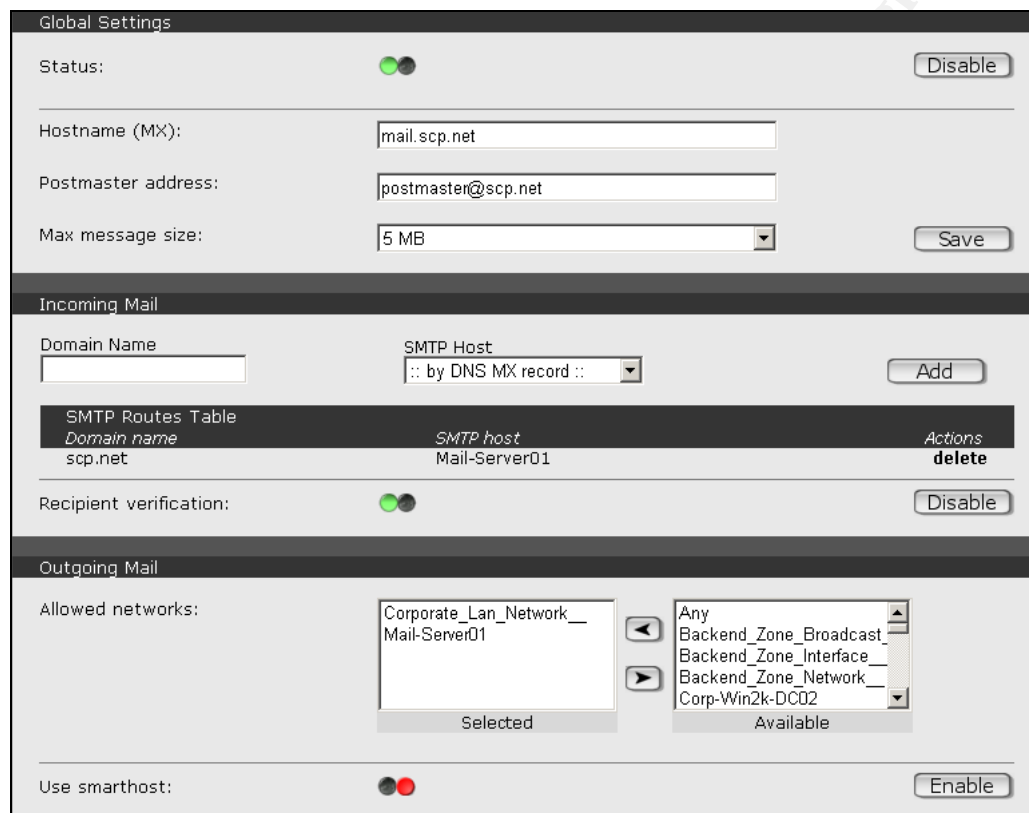 Global Settings
Status: Disable
Hostname (MX): mail.scp.net
Postmaster address: postmaster@scp.net
Max message size: 5 MB Save
Incoming Mail
Domain Name SMTP Host
:: by DNS MX record :: Add
SMTP Routes Table
Domain name SMTP host Actions
scp.net Mail-Server01 delete
Recipient verification: Disable
Outgoing Mail
Allowed networks:
Corporate_Lan_Network__
Mail-Server01
Selected
Any
Backend_Zone_Broadcast_
Backend_Zone_Interface__
Backend_Zone_Network__
Corp-Win2k-DC02
Available
Use smarthost: Enable